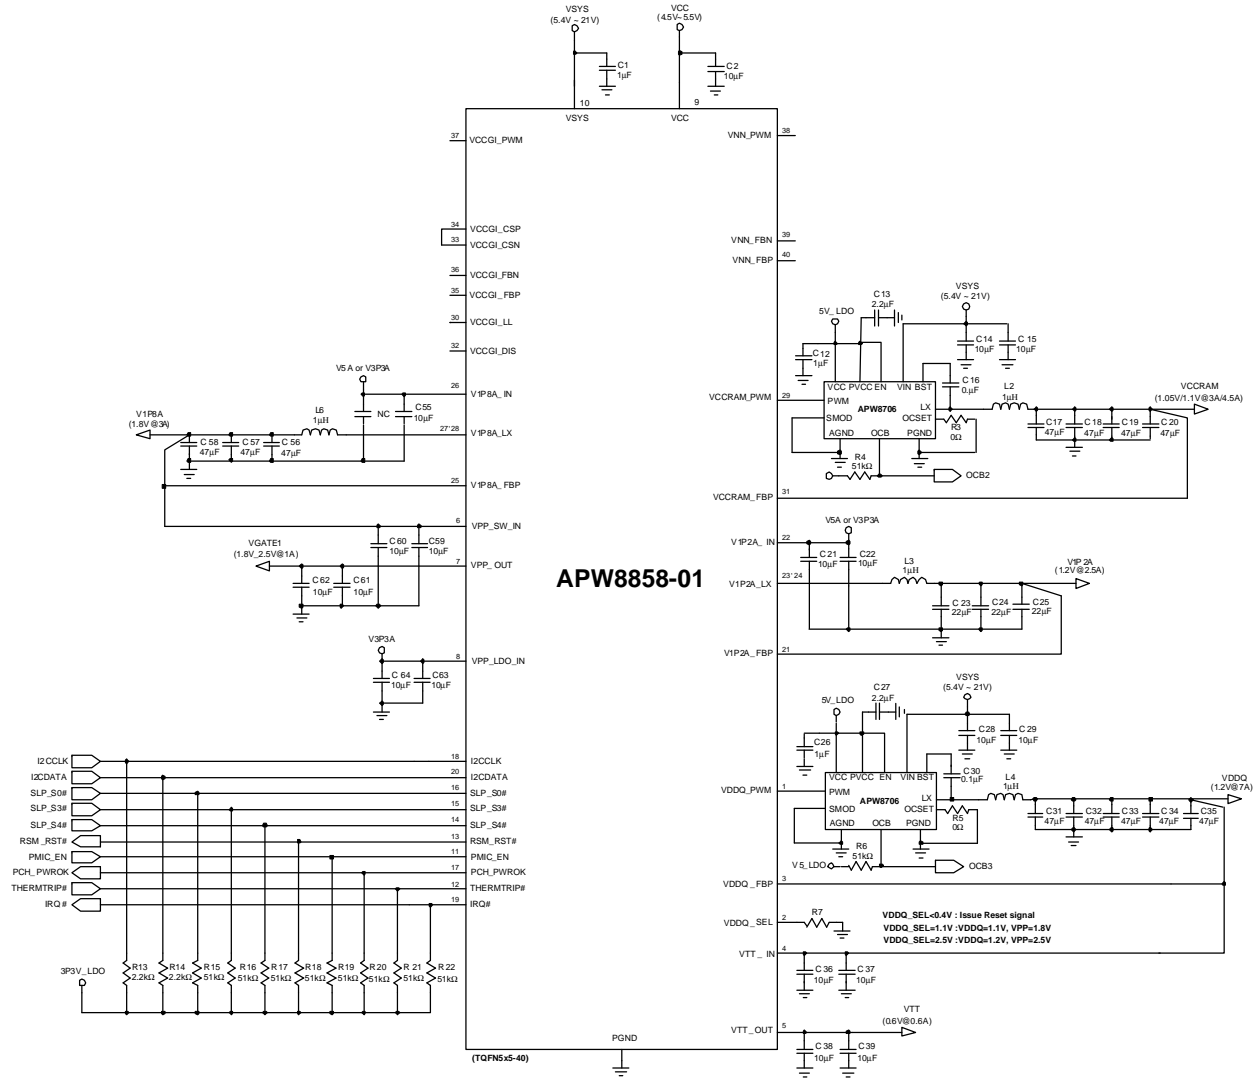 VSYS
(5.4V ~ 21V)
VCC
(4.5V~5.5V)
C1
1µF
C2
10µF
10
9
VSYS
VCC
37
VCCGI_PWM
34
VCCGI_CSP
33
VCCGI_CSN
36
VCCGI_FBN
35
VCCGI_FBP
30
VCCGI_LL
32
VCCGI_DIS
V5A or V3P3A
26
V1P8A_IN
NC
C55
10µF
V1P8A
(1.8V@3A)
L6
1µH
27'28
V1P8A_LX
C58
47µF
C57
47µF
C56
47µF
25
V1P8A_FBP
6
VPP_SW_IN
C60
10µF
C59
10µF
VGATE1
(1.8V_2.5V@1A)
7
VPP_OUT
C62
10µF
C61
10µF
V3P3A
8
VPP_LDO_IN
C64
10µF
C63
10µF
I2CCLK
18
I2CCLK
I2CDATA
20
I2CDATA
SLP_S0#
16
SLP_S0#
SLP_S3#
15
SLP_S3#
SLP_S4#
14
SLP_S4#
RSM_RST#
13
RSM_RST#
PMIC_EN
11
PMIC_EN
PCH_PWROK
17
PCH_PWROK
THERMTRIP#
12
THERMTRIP#
IRQ#
19
IRQ#
3P3V_LDO
R13
2.2kΩ
R14
2.2kΩ
R15
51kΩ
R16
51kΩ
R17
51kΩ
R18
51kΩ
R19
51kΩ
R20
51kΩ
R21
51kΩ
R22
51kΩ
APW8858-01
(TQFN5x5-40)
PGND
VNN_PWM
38
VNN_FBN
39
VNN_FBP
40
VCCRAM_PWM
29
5V_LDO
C12
1µF
C13
2.2µF
VSYS
(5.4V ~ 21V)
C14
10µF
C15
10µF
VCC PVCC EN VIN BST
PWM
SMOD
APW8706
LX
OCSET
AGND OCB PGND
C16
0.µF
L2
1µH
R3
0Ω
VCCRAM
(1.05V/1.1V@3A/4.5A)
C17
47µF
C18
47µF
C19
47µF
C20
47µF
R4
51kΩ
OCB2
VCCRAM_FBP
31
V5A or V3P3A
V1P2A_IN
22
C21
10µF
C22
10µF
V1P2A_LX
23'24
L3
1µH
V1P2A
(1.2V@2.5A)
C23
22µF
C24
22µF
C25
22µF
V1P2A_FBP
21
5V_LDO
C26
1µF
C27
2.2µF
VSYS
(5.4V ~ 21V)
C28
10µF
C29
10µF
VDDQ_PWM
1
VCC PVCC EN VIN BST
PWM
SMOD
APW8706
LX
OCSET
AGND OCB PGND
C30
0.1µF
L4
1µH
R5
0Ω
VDDQ
(1.2V@7A)
C31
47µF
C32
47µF
C33
47µF
C34
47µF
C35
47µF
R6
51kΩ
V5_LDO
OCB3
VDDQ_FBP
3
VDDQ_SEL
2
R7
VDDQ_SEL<0.4V : Issue Reset signal
VDDQ_SEL=1.1V :VDDQ=1.1V, VPP=1.8V
VDDQ_SEL=2.5V :VDDQ=1.2V, VPP=2.5V
VTT_IN
4
C36
10µF
C37
10µF
VTT_OUT
5
VTT
(0.6V@0.6A)
C38
10µF
C39
10µF